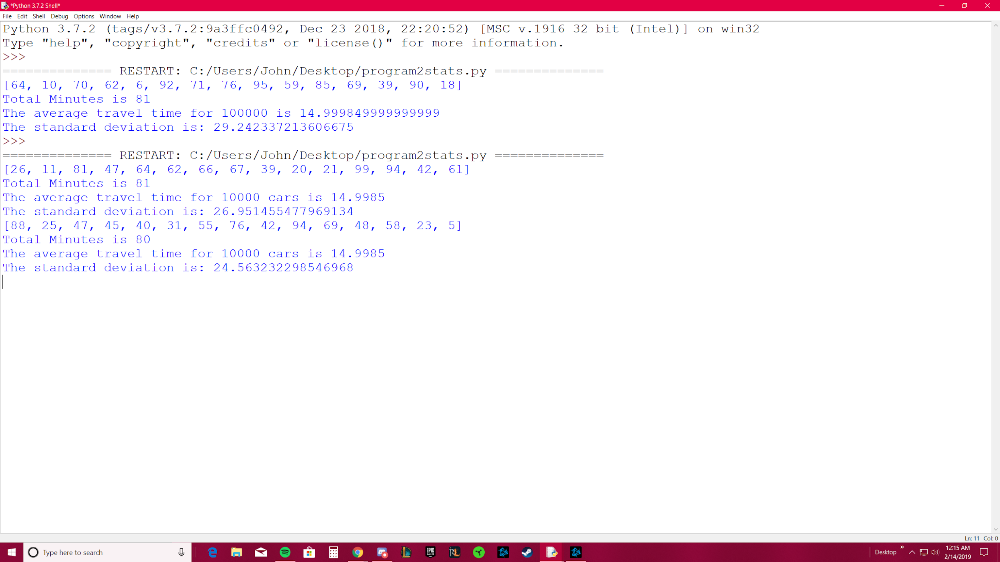 *Python 3.7.2 Shell*
File Edit Shell Debug Options Window Help
Python 3.7.2 (tags/v3.7.2:9a3ffc0492, Dec 23 2018, 22:20:52) [MSC v.1916 32 bit (Intel)] on win32
Type "help", "copyright", "credits" or "license()" for more information.
>>>
============== RESTART: C:/Users/John/Desktop/program2stats.py ==============
[64, 10, 70, 62, 6, 92, 71, 76, 95, 59, 85, 69, 39, 90, 18]
Total Minutes is 81
The average travel time for 100000 is 14.999849999999999
The standard deviation is: 29.242337213606675
>>>
============== RESTART: C:/Users/John/Desktop/program2stats.py ==============
[26, 11, 81, 47, 64, 62, 66, 67, 39, 20, 21, 99, 94, 42, 61]
Total Minutes is 81
The average travel time for 10000 cars is 14.9985
The standard deviation is: 26.951455477969134
[88, 25, 47, 45, 40, 31, 55, 76, 42, 94, 69, 48, 58, 23, 5]
Total Minutes is 80
The average travel time for 10000 cars is 14.9985
The standard deviation is: 24.563232298546968
Ln: 11 Col: 0
Type here to search
EPIC GAMES
RL
Desktop
12:15 AM
2/14/2019